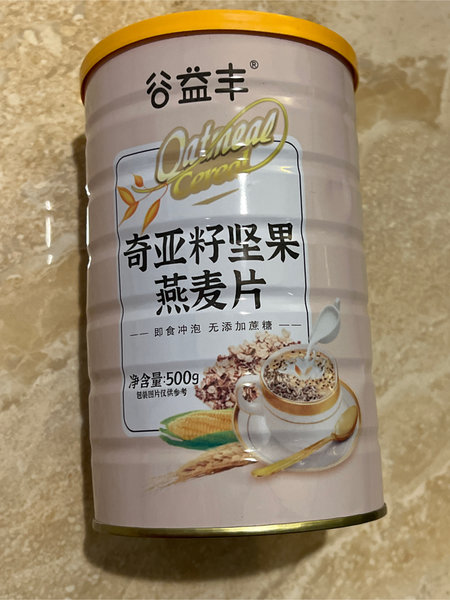 谷益丰®
Oatmeal
Cereal
奇亚籽坚果
燕麦片
即食冲泡 无添加蔗糖
净含量:500g
包装图片仅供参考